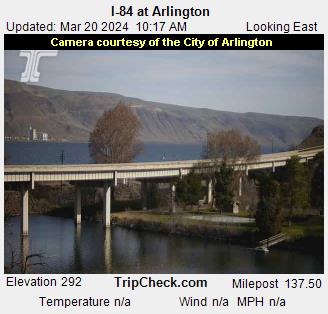 I-84 at Arlington
Updated: Mar 20 2024 10:17 AM Looking East
Camera courtesy of the City of Arlington
Elevation 292 TripCheck.com Milepost 137.50
Temperature n/a Wind n/a MPH n/a